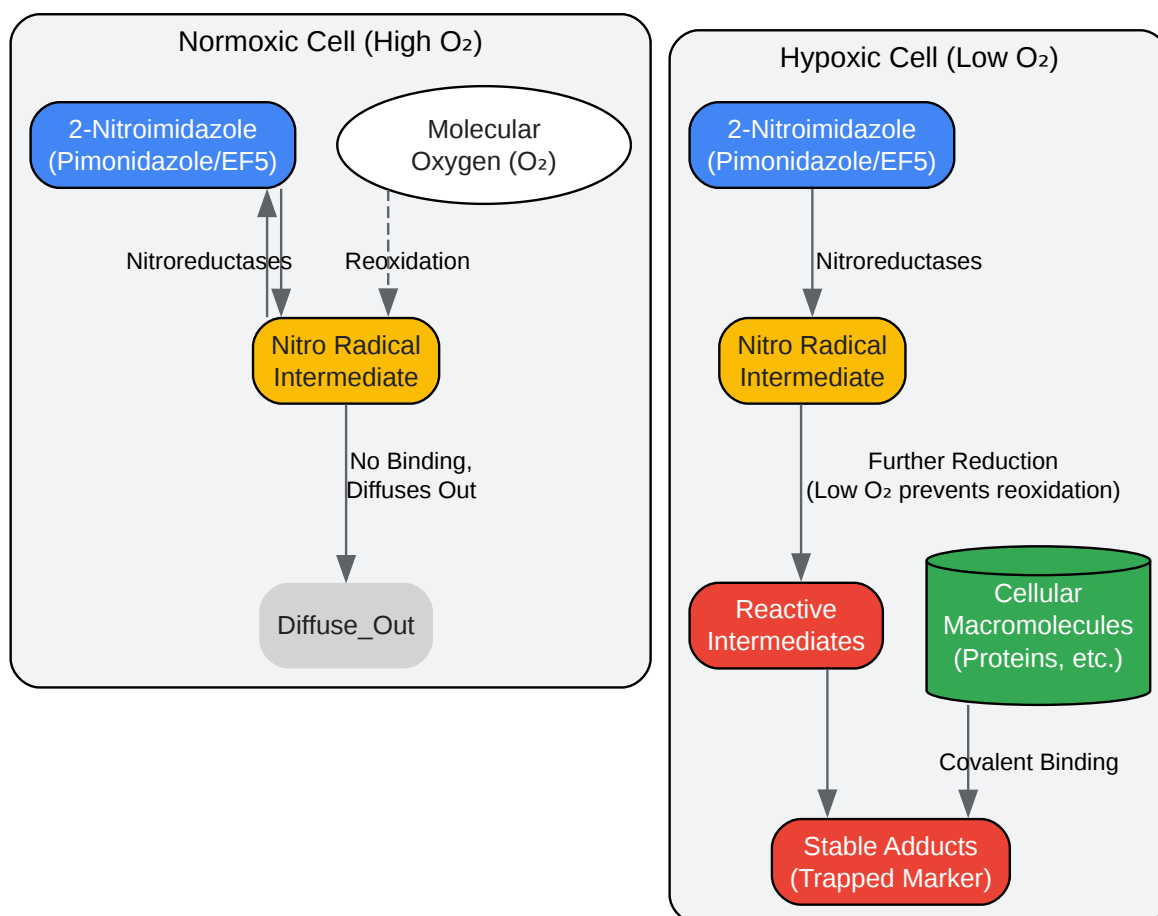 Normoxic Cell (High O₂)
2-Nitroimidazole
(Pimonidazole/EF5)
Molecular
Oxygen (O₂)
Nitroreductases
Reoxidation
Nitro Radical
Intermediate
No Binding,
Diffuses Out
Diffuse_Out
Hypoxic Cell (Low O₂)
2-Nitroimidazole
(Pimonidazole/EF5)
Nitroreductases
Nitro Radical
Intermediate
Further Reduction
(Low O₂ prevents reoxidation)
Reactive
Intermediates
Cellular
Macromolecules
(Proteins, etc.)
Covalent Binding
Stable Adducts
(Trapped Marker)